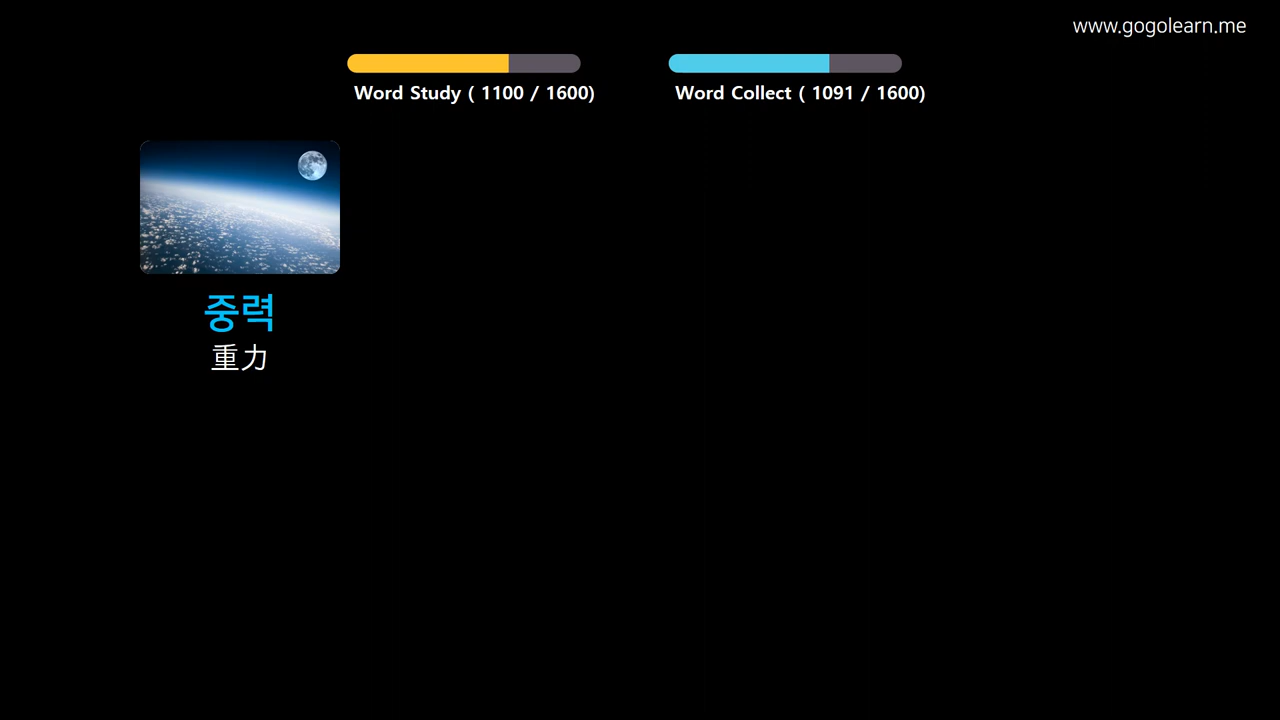 www.gogolearn.me
Word Study ( 1100 / 1600)
Word Collect ( 1091 / 1600)
중력
重力